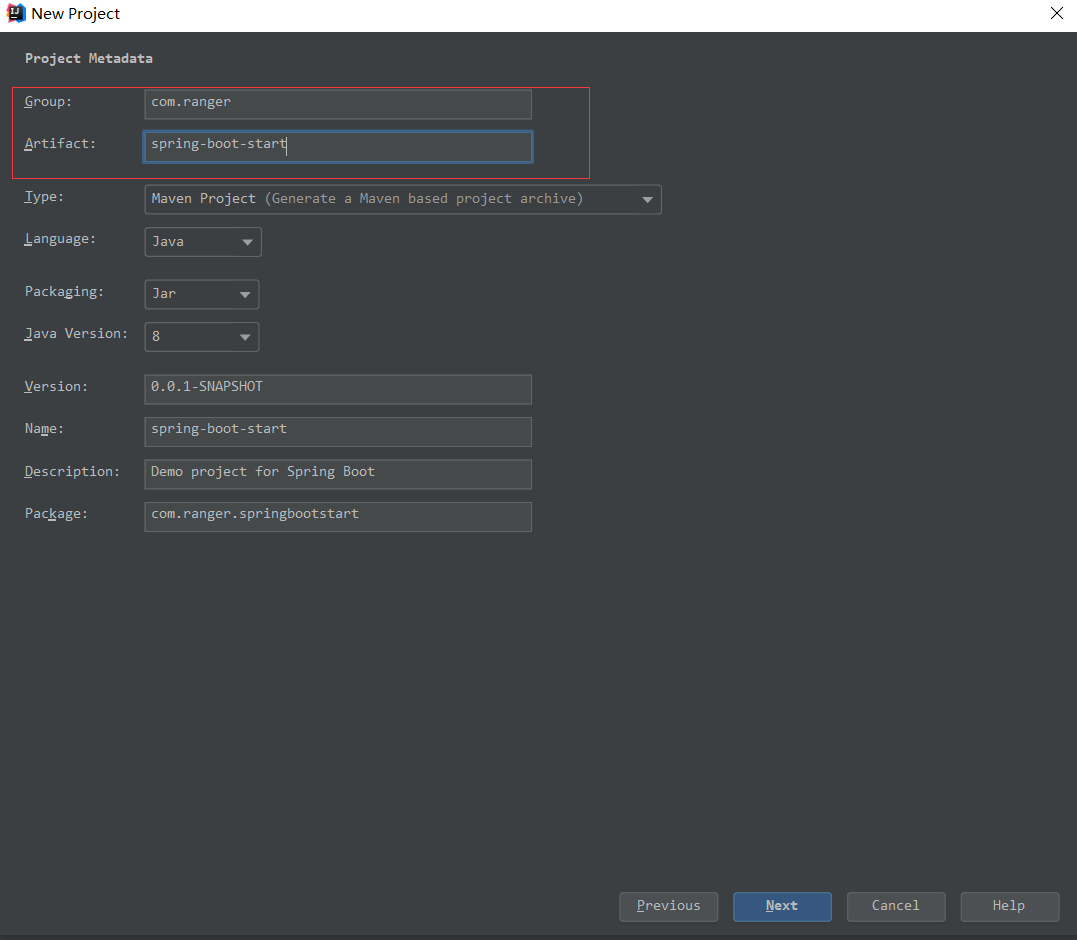 New Project
Project Metadata
Group: com.ranger
Artifact: spring-boot-start
Type: Maven Project (Generate a Maven based project archive)
Language: Java
Packaging: Jar
Java Version: 8
Version: 0.0.1-SNAPSHOT
Name: spring-boot-start
Description: Demo project for Spring Boot
Package: com.ranger.springbootstart
Previous Next Cancel Help